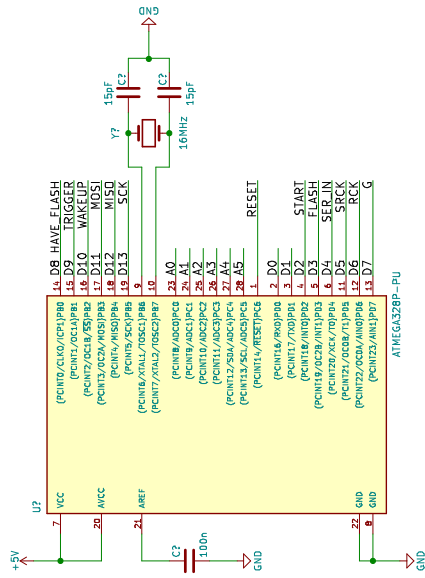 GND
C?
15pF
C?
15pF
Y?
16MHz
D8 HAVE_FLASH
D9 TRIGGER
D10 WAKEUP
D11 MOSI
D12 MISO
D13 SCK
A0
A1
A2
A3
A4
A5
RESET
D0
D1
D2 START
D3 FLASH
D4 SER_IN
D5 SRCK
D6 RCK
D7 G
14
15
16
17
18
19
9
10
23
24
25
26
27
28
1
2
3
4
5
6
11
12
13
(PCINT0/CLKO/ICP1)PB0
(PCINT1/OC1A)PB1
(PCINT2/OC1B/SS)PB2
(PCINT3/OC2A/MOSI)PB3
(PCINT4/MISO)PB4
(PCINT5/SCK)PB5
(PCINT6/XTAL1/TOSC1)PB6
(PCINT7/XTAL2/TOSC2)PB7
(PCINT8/ADC0)PC0
(PCINT9/ADC1)PC1
(PCINT10/ADC2)PC2
(PCINT11/ADC3)PC3
(PCINT12/SDA/ADC4)PC4
(PCINT13/SCL/ADC5)PC5
(PCINT14/RESET)PC6
(PCINT16/RXD)PD0
(PCINT17/TXD)PD1
(PCINT18/INT0)PD2
(PCINT19/OC2B/INT1)PD3
(PCINT20/XCK/T0)PD4
(PCINT21/OC0B/T1)PD5
(PCINT22/OC0A/AIN0)PD6
(PCINT23/AIN1)PD7
ATMEGA328P-PU
U?
VCC
AVCC
AREF
GND
GND
7
20
21
22
8
+5V
C?
100n
GND
GND